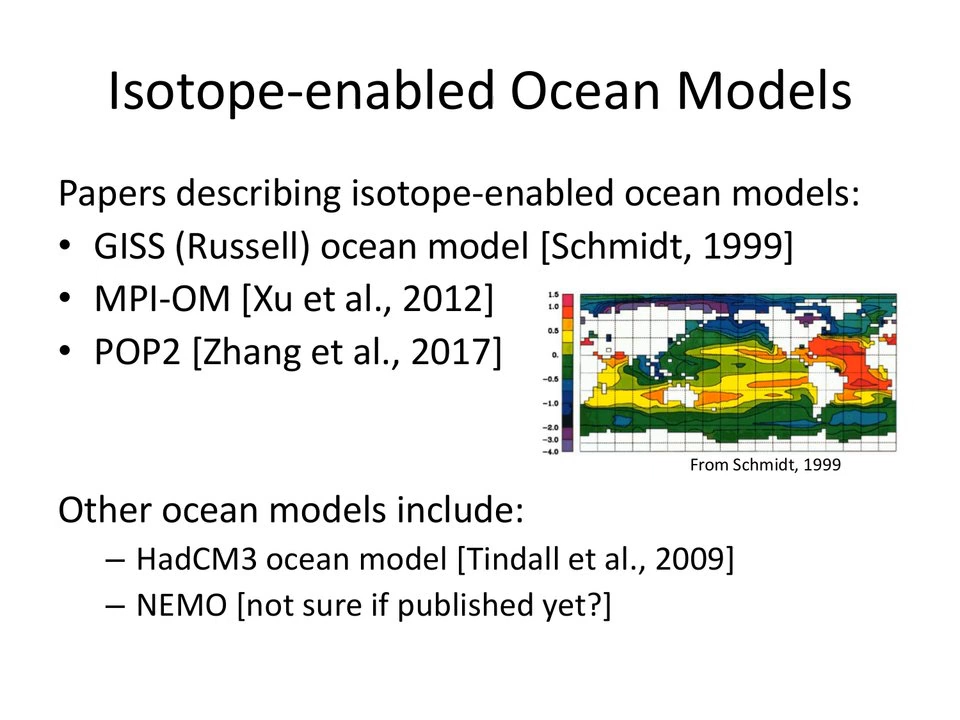 Isotope-enabled Ocean Models
Papers describing isotope-enabled ocean models:
• GISS (Russell) ocean model [Schmidt, 1999]
• MPI-OM [Xu et al., 2012]
• POP2 [Zhang et al., 2017]
1.5
1.0
0.5
0.
-0.5
-1.0
-2.0
-3.0
-4.0
From Schmidt, 1999
Other ocean models include:
– HadCM3 ocean model [Tindall et al., 2009]
– NEMO [not sure if published yet?]